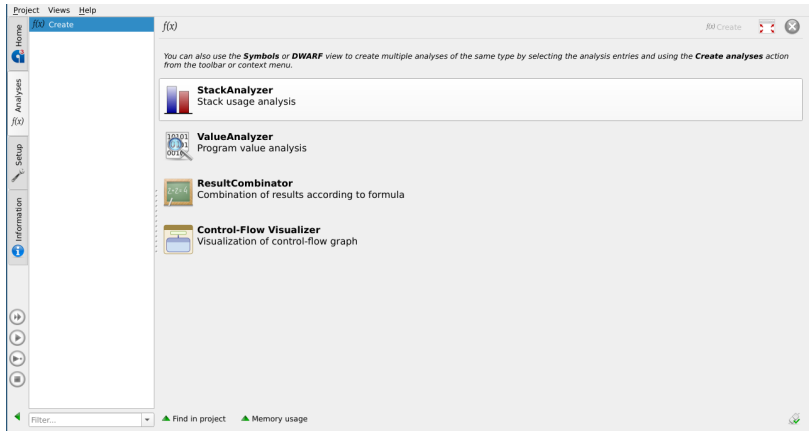 Project Views Help
Home
Analyses
f(x)
Setup
Information
f(x) Create
f(x)
f(x) Create
You can also use the Symbols or DWARF view to create multiple analyses of the same type by selecting the analysis entries and using the Create analyses action
from the toolbar or context menu.
StackAnalyzer
Stack usage analysis
ValueAnalyzer
Program value analysis
ResultCombinator
Combination of results according to formula
Control-Flow Visualizer
Visualization of control-flow graph
Filter...
Find in project
Memory usage